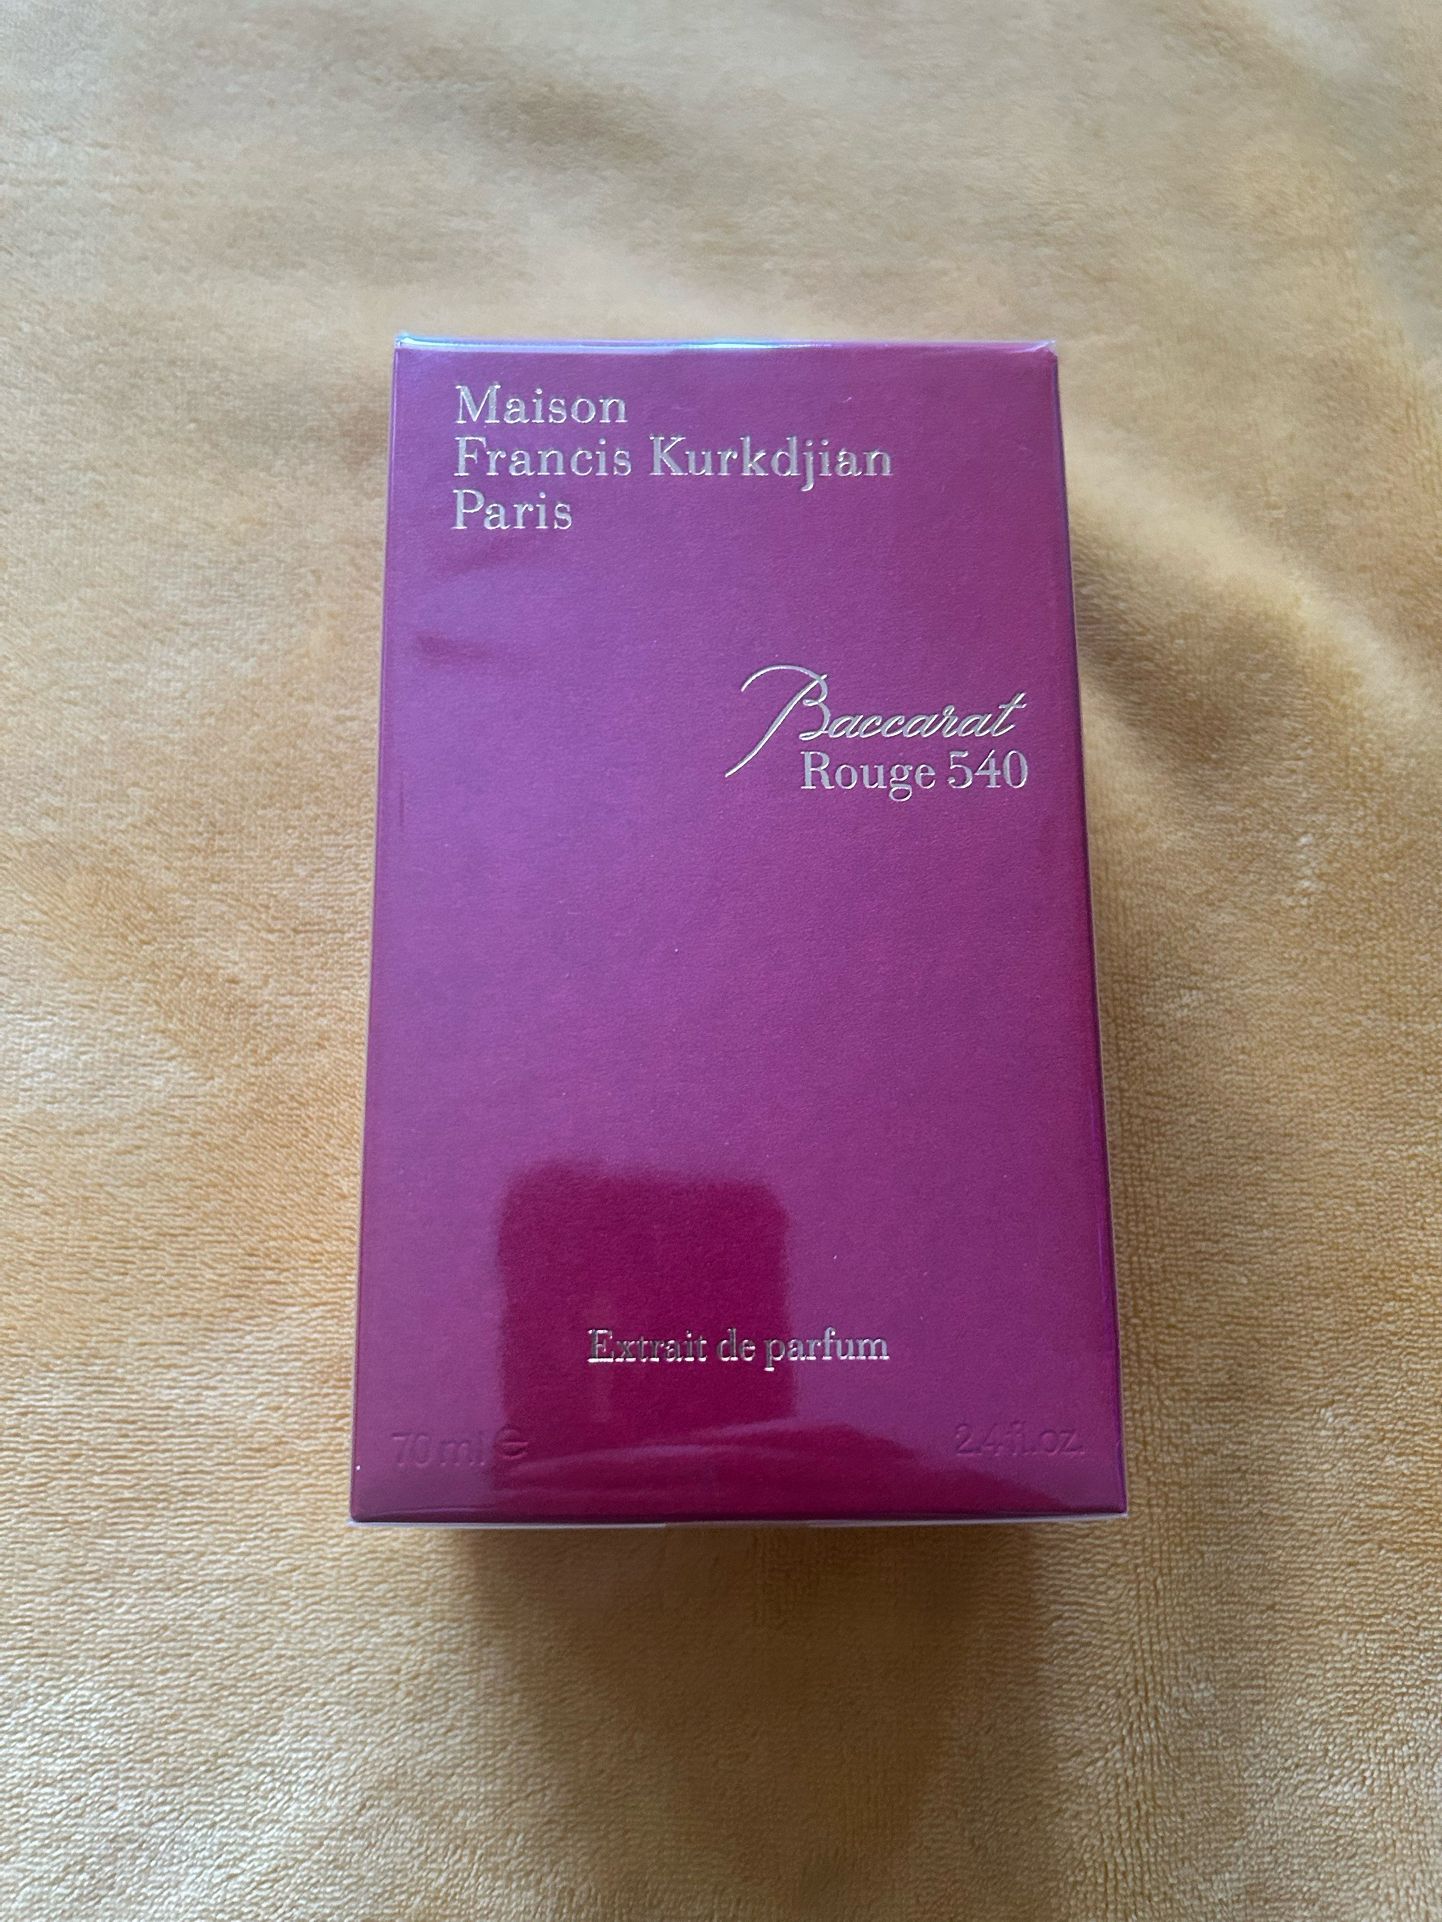 Maison
Francis Kurkdjian
Paris
Baccarat
Rouge 540
Extrait de parfum
70 ml ℮ 2.4 fl.oz.